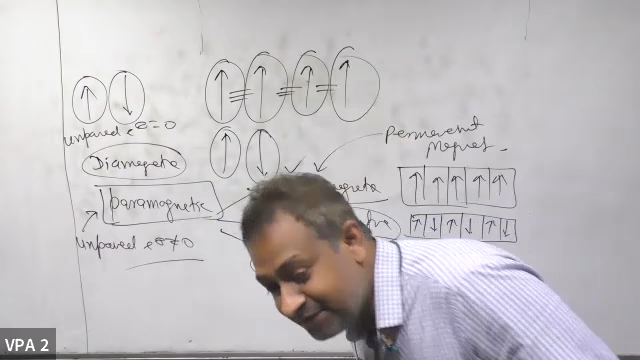 unpaired e⁻ = 0
Diamagnetic
Permanent
Magnet
paramagnetic
unpaired e⁻ ≠ 0
VPA 2